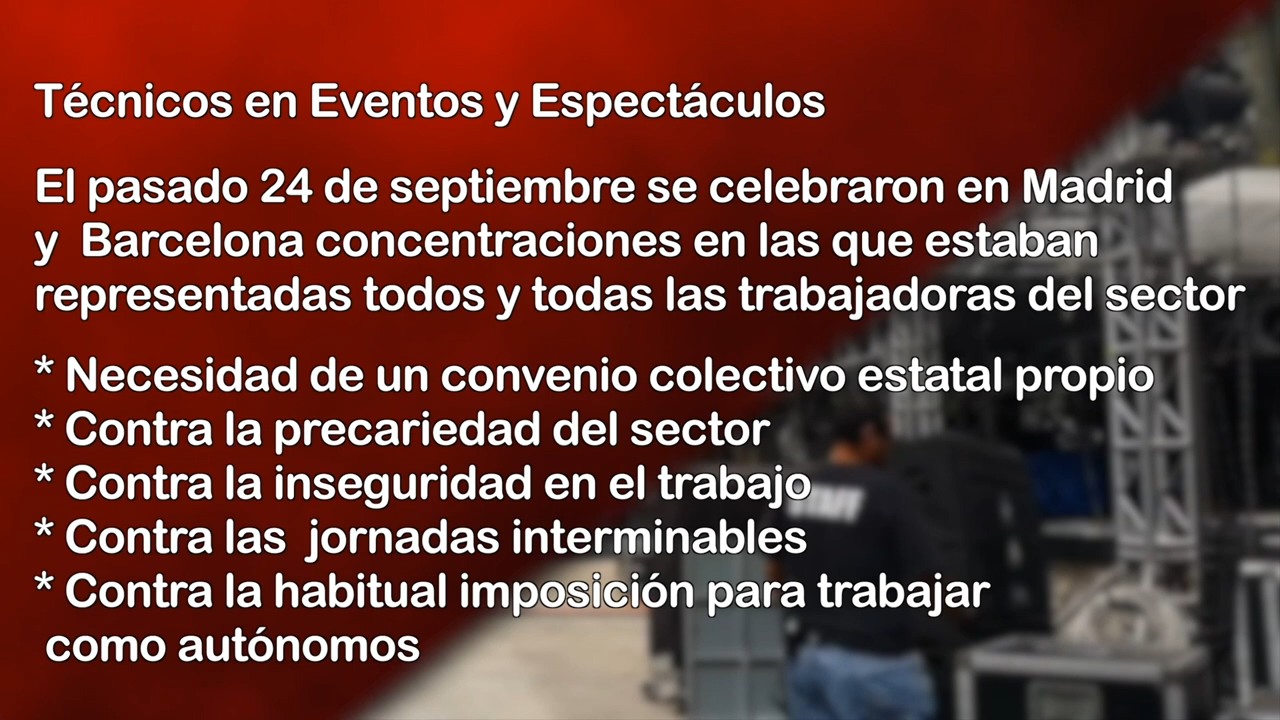 Técnicos en Eventos y Espectáculos
El pasado 24 de septiembre se celebraron en Madrid
y  Barcelona concentraciones en las que estaban
representadas todos y todas las trabajadoras del sector
* Necesidad de un convenio colectivo estatal propio
* Contra la precariedad del sector
* Contra la inseguridad en el trabajo
* Contra las  jornadas interminables
* Contra la habitual imposición para trabajar
como autónomos
STAFF